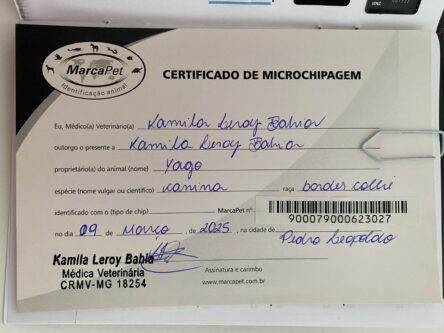 MarcaPet
Identificação animal
CERTIFICADO DE MICROCHIPAGEM
Eu, Médico(a) Veterinário(a) Kamila Leroy Bahia
outorgo o presente a Kamila Leroy Bahia
proprietário(a) do animal (nome) Yago
espécie (nome vulgar ou científico) canina raça border collie
identificado com o (tipo de chip) MarcaPet nº 900079000623027
no dia 09 de Março, de 2025, na cidade de Pedro Leopoldo
Kamila Leroy Bahia
Médica Veterinária
CRMV-MG 18254
Assinatura e carimbo
www.marcapet.com.br